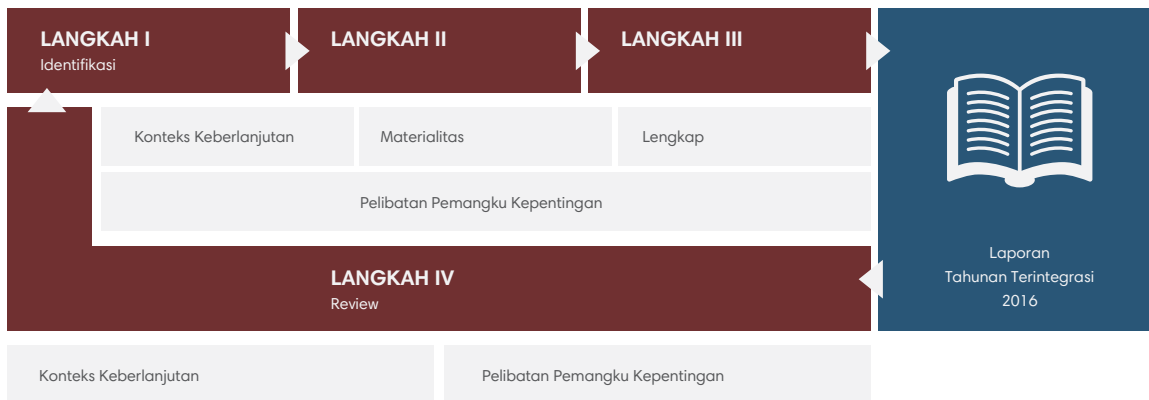 LANGKAH I
Identifikasi
LANGKAH II
LANGKAH III
Konteks Keberlanjutan
Materialitas
Lengkap
Pelibatan Pemangku Kepentingan
LANGKAH IV
Review
Laporan
Tahunan Terintegrasi
2016
Konteks Keberlanjutan
Pelibatan Pemangku Kepentingan